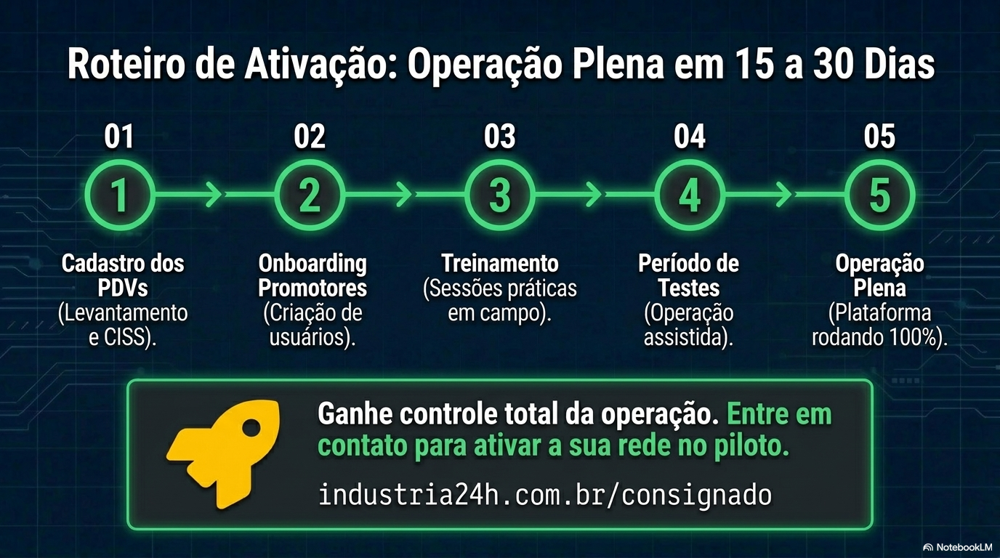 Roteiro de Ativação: Operação Plena em 15 a 30 Dias
01
02
03
04
05
1
2
3
4
5
Cadastro dos
PDVs
(Levantamento
e CISS).
Onboarding
Promotores
(Criação de
usuários).
Treinamento
(Sessões práticas
em campo).
Período de
Testes
(Operação
assistida).
Operação
Plena
(Plataforma
rodando 100%).
Ganhe controle total da operação. Entre em
contato para ativar a sua rede no piloto.
industria24h.com.br/consignado
NotebookLM